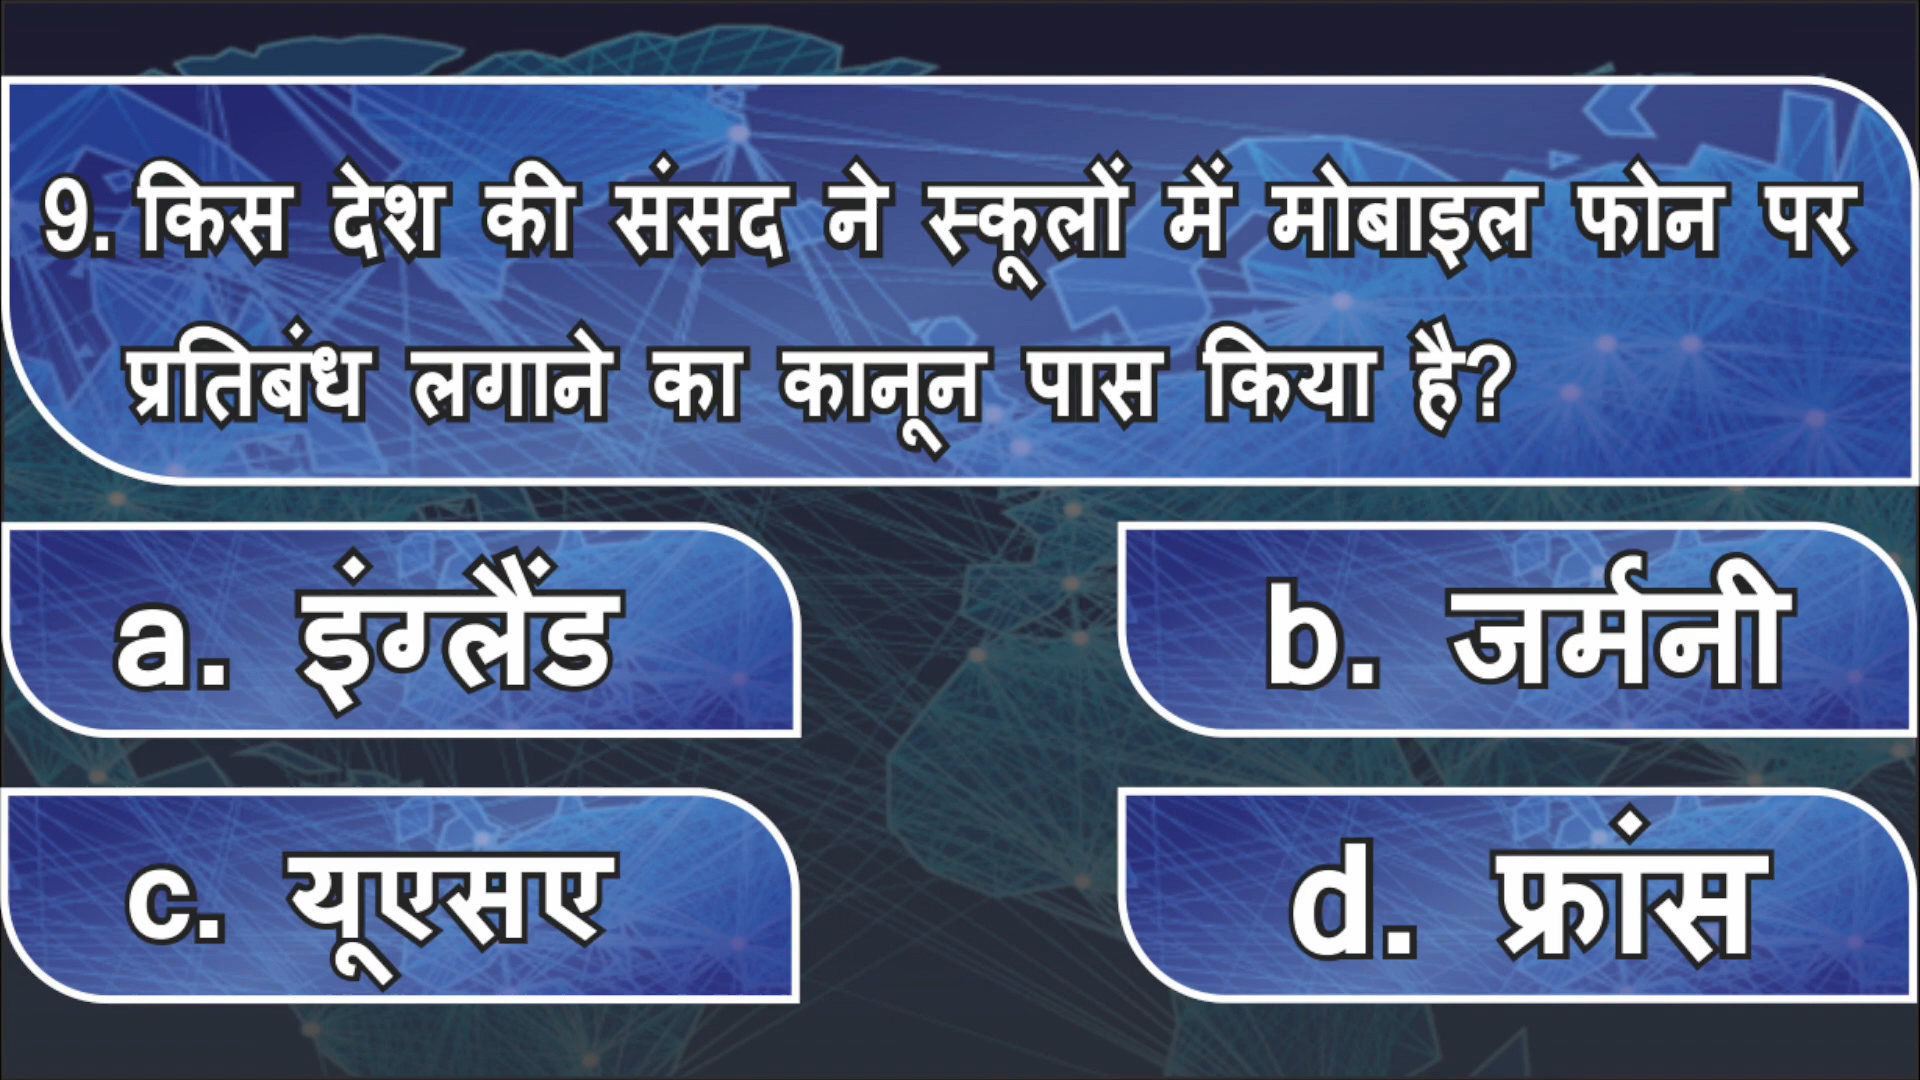 9. किस देश की संसद ने स्कूलों में मोबाइल फोन पर
प्रतिबंध लगाने का कानून पास किया है?
a. इंग्लैंड
b. जर्मनी
c. यूएसए
d. फ्रांस